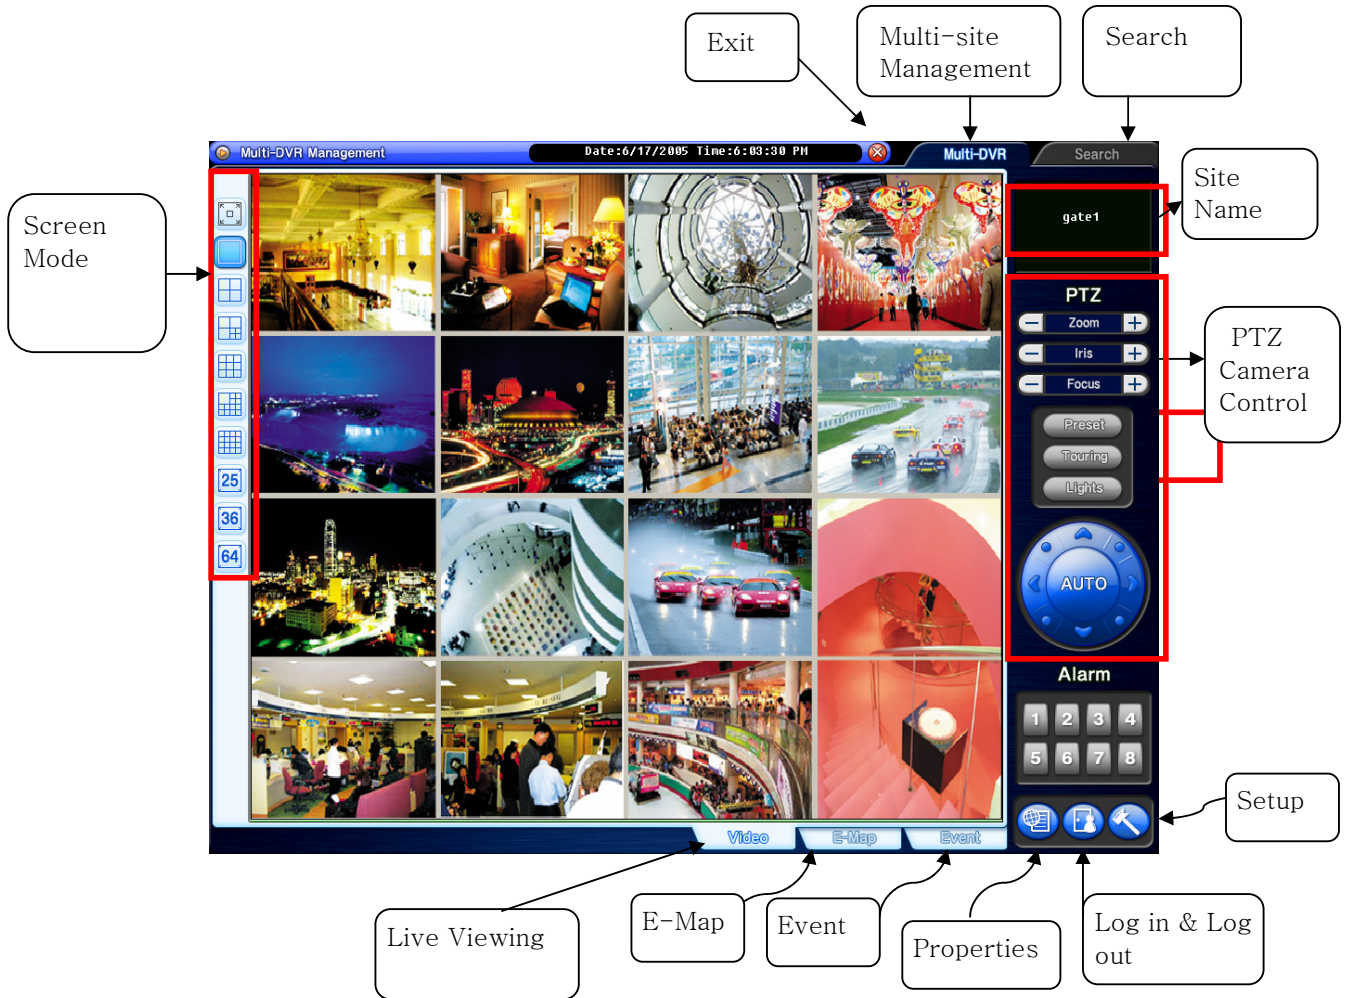 Exit
Multi-site
Management
Search
Multi-DVR Management
Date:6/17/2005 Time:6:03:30 PM
Multi-DVR
Search
Screen
Mode
Site
Name
gate1
PTZ
Zoom
Iris
Focus
PTZ
Camera
Control
Preset
Touring
Lights
25
36
64
AUTO
Alarm
1 2 3 4
5 6 7 8
Setup
Video
E-Map
Event
Live Viewing
E-Map
Event
Properties
Log in & Log
out